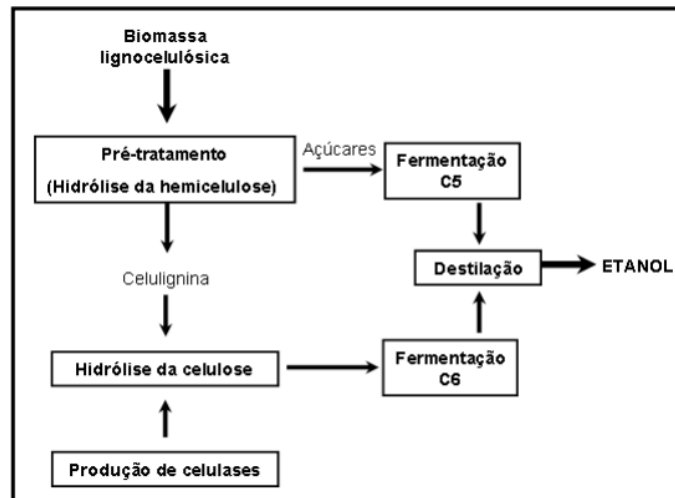 Biomassa
lignocelulósica
Pré-tratamento
(Hidrólise da hemicelulose)
Açúcares
Fermentação
C5
Celulignina
Destilação
ETANOL
Hidrólise da celulose
Fermentação
C6
Produção de celulases